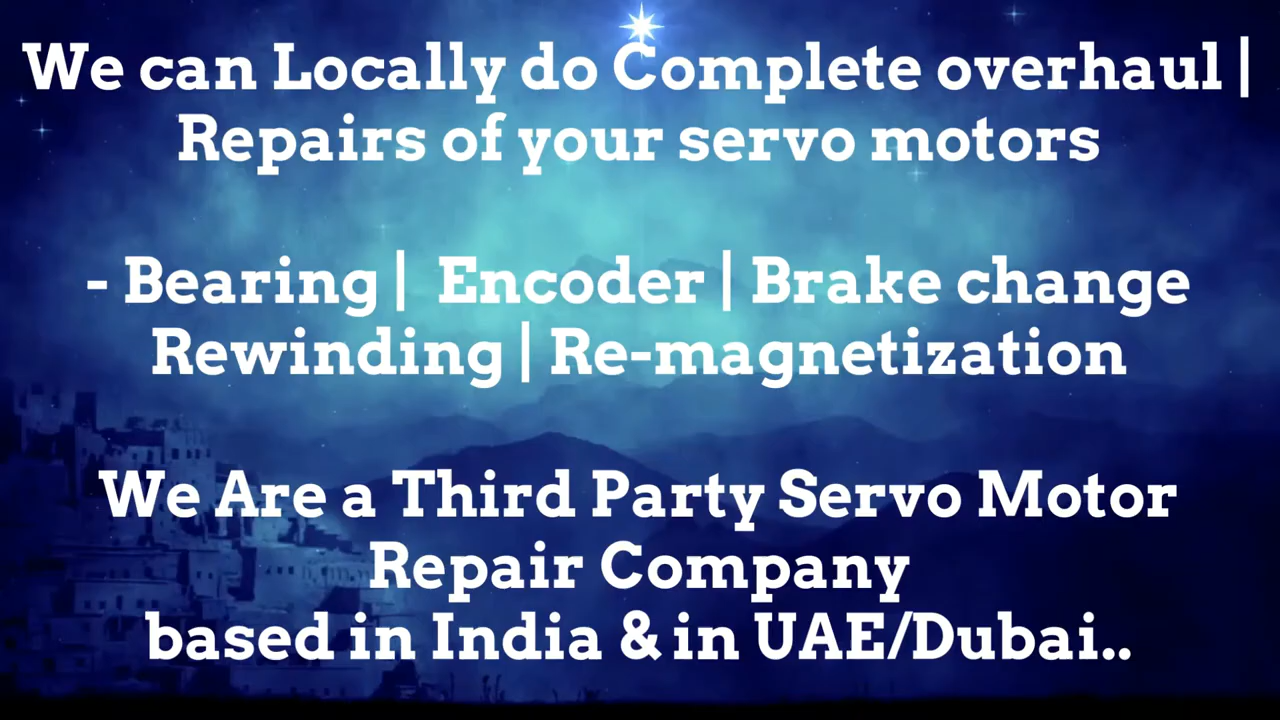 We can Locally do Complete overhaul |
Repairs of your servo motors
- Bearing | Encoder | Brake change
Rewinding | Re-magnetization
We Are a Third Party Servo Motor
Repair Company
based in India & in UAE/Dubai..